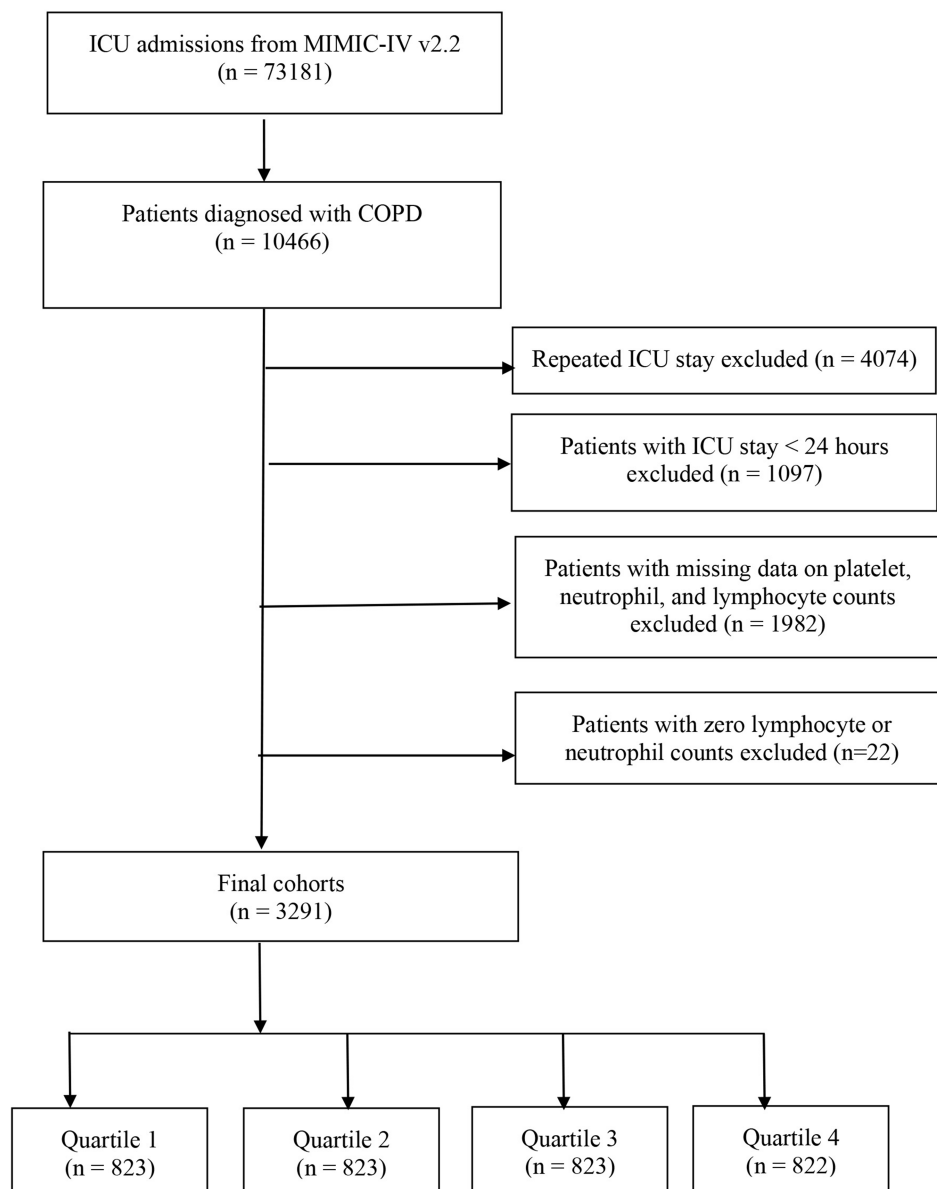 ICU admissions from MIMIC-IV v2.2
(n = 73181)
Patients diagnosed with COPD
(n = 10466)
Repeated ICU stay excluded (n = 4074)
Patients with ICU stay < 24 hours
excluded (n = 1097)
Patients with missing data on platelet,
neutrophil, and lymphocyte counts
excluded (n = 1982)
Patients with zero lymphocyte or
neutrophil counts excluded (n=22)
Final cohorts
(n = 3291)
Quartile 1
(n = 823)
Quartile 2
(n = 823)
Quartile 3
(n = 823)
Quartile 4
(n = 822)